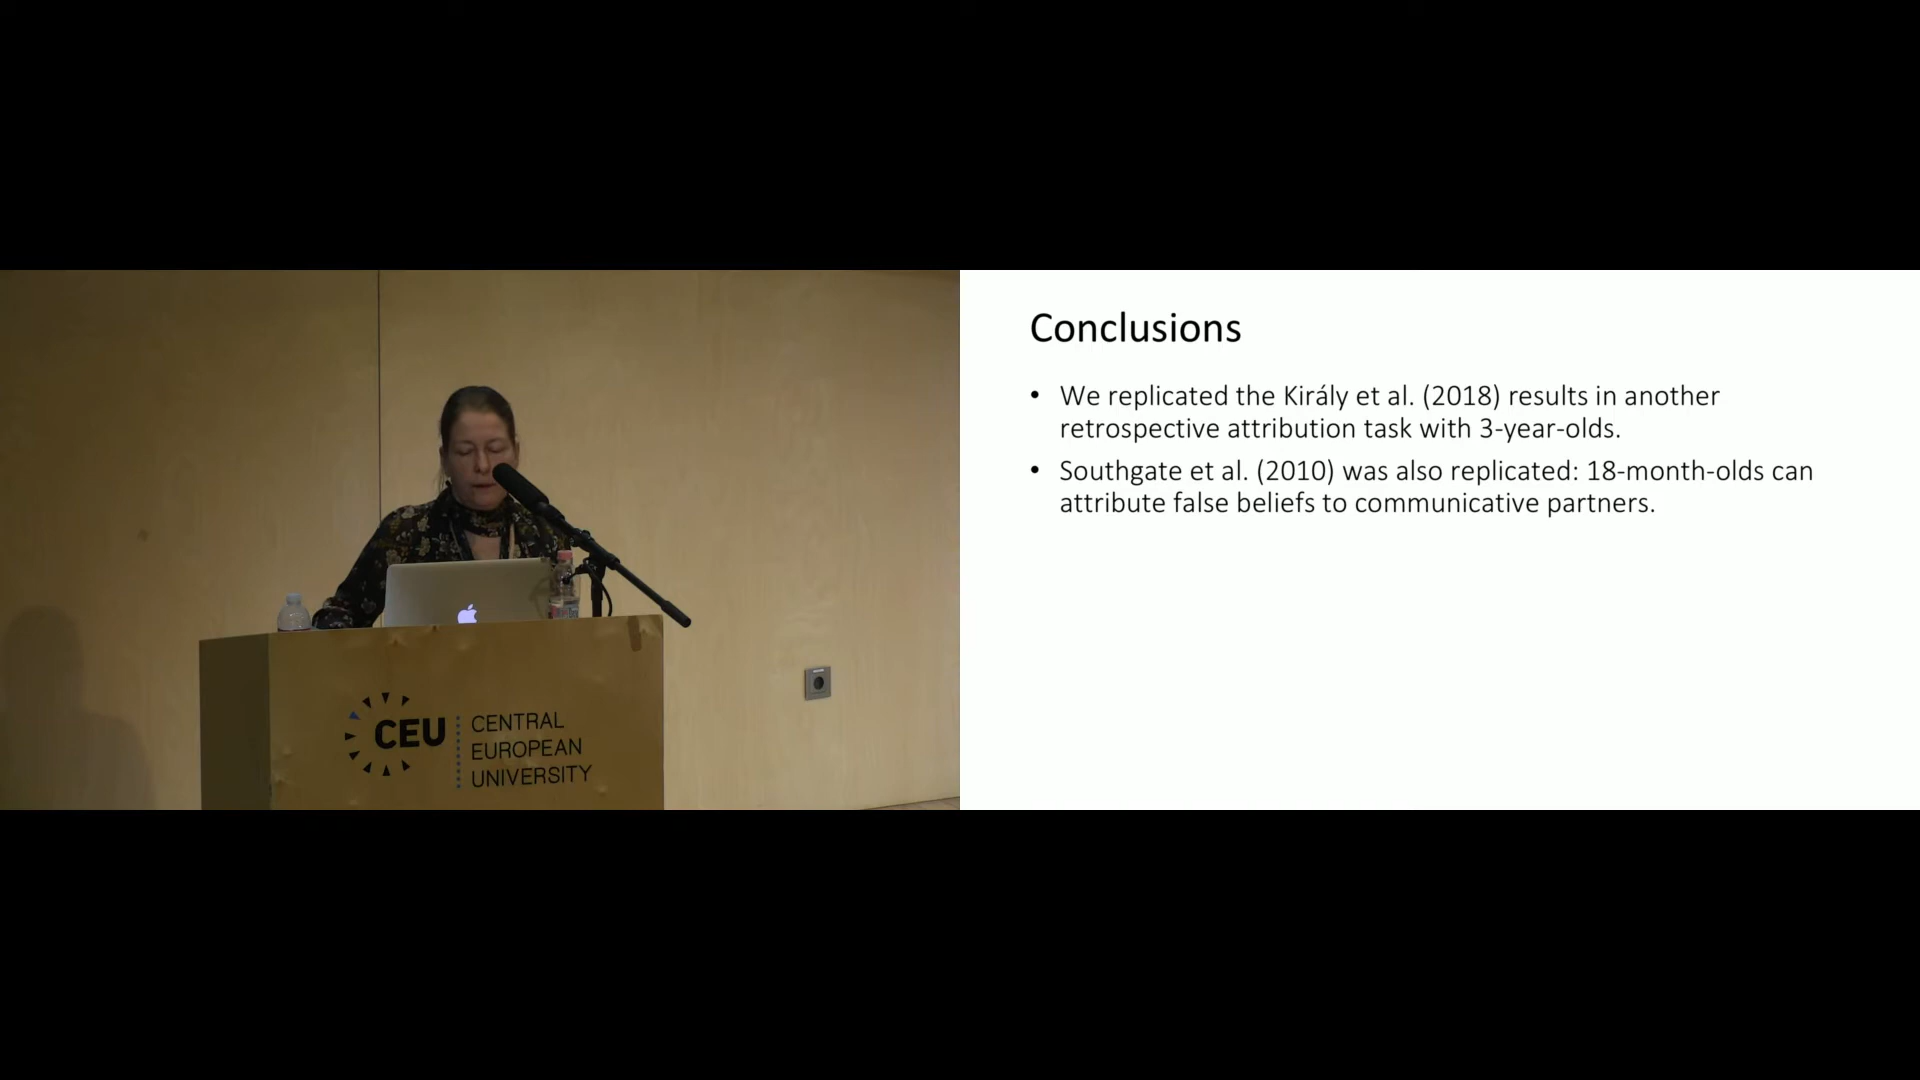 Conclusions
• We replicated the Király et al. (2018) results in another
retrospective attribution task with 3-year-olds.
• Southgate et al. (2010) was also replicated: 18-month-olds can
attribute false beliefs to communicative partners.
CEU
CENTRAL
EUROPEAN
UNIVERSITY